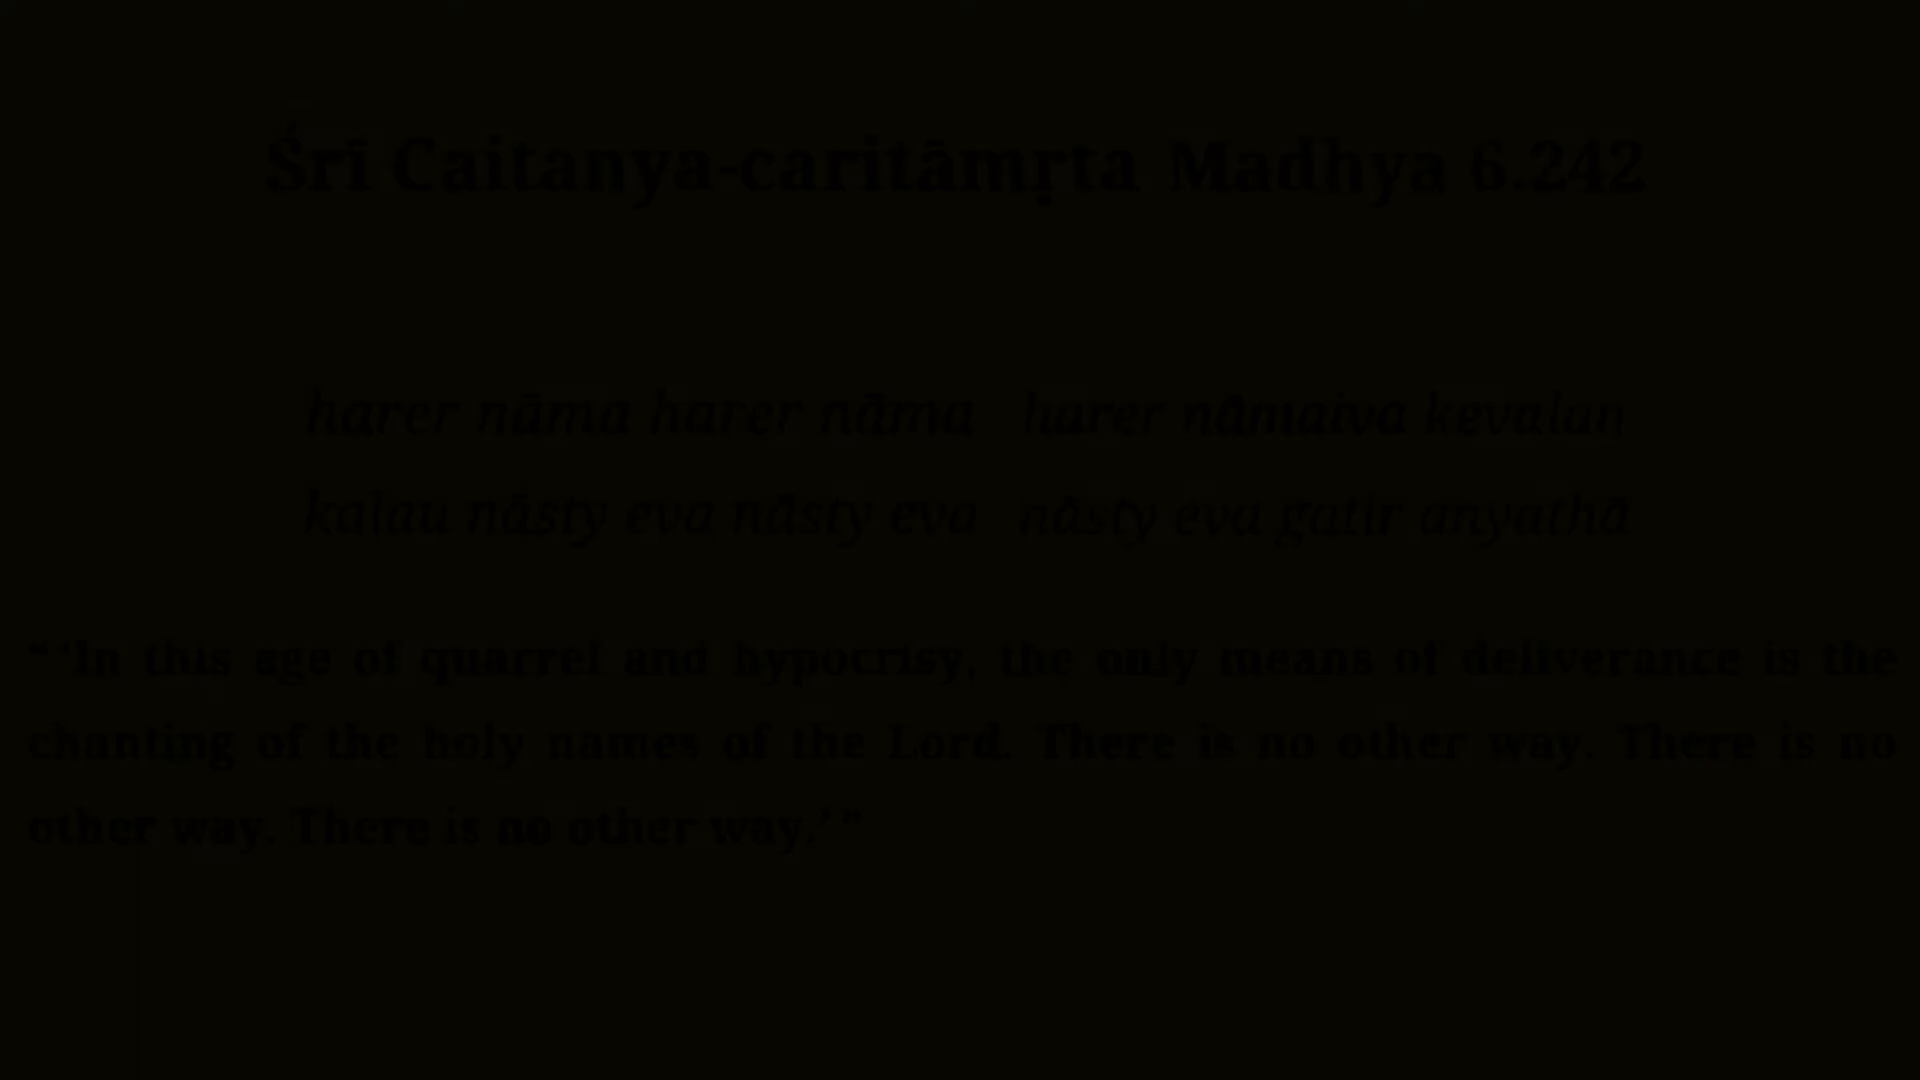 Śrī Caitanya-caritāmṛta Madhya 6.242
harer nāma harer nāma harer nāmaiva kevalan
kalau nāsty eva nāsty eva nāsty eva gatir anyathā
“ ‘In this age of quarrel and hypocrisy, the only means of deliverance is the
chanting of the holy names of the Lord. There is no other way. There is no
other way. There is no other way.’ ”